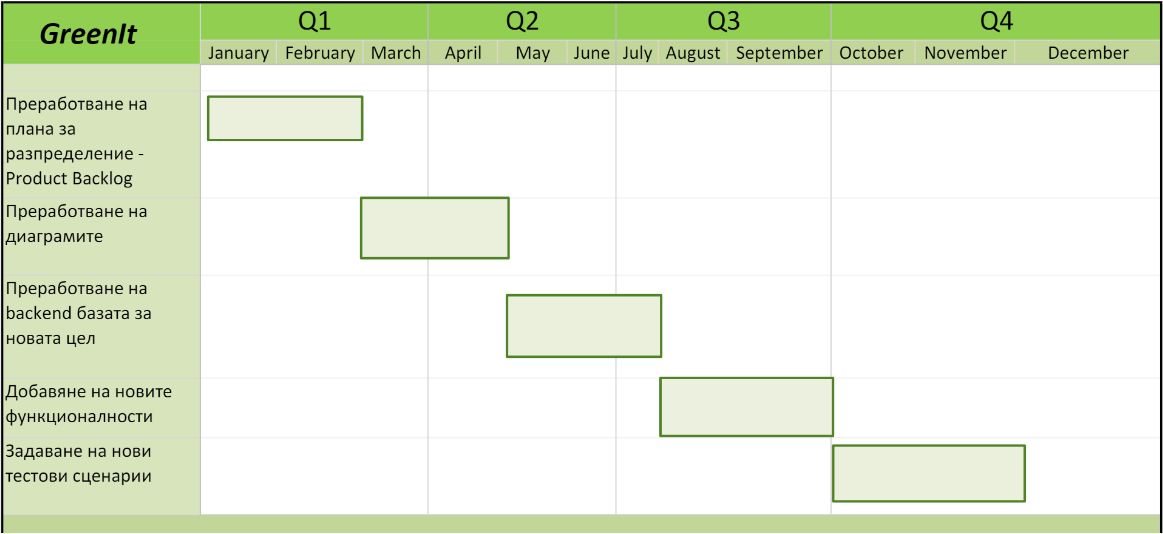 GreenIt
Q1 Q2 Q3 Q4
January February March April May June July August September October November December
Преработване на
плана за
разпределение -
Product Backlog
Преработване на
диаграмите
Преработване на
backend базата за
новата цел
Добавяне на новите
функционалности
Задаване на нови
тестови сценарии